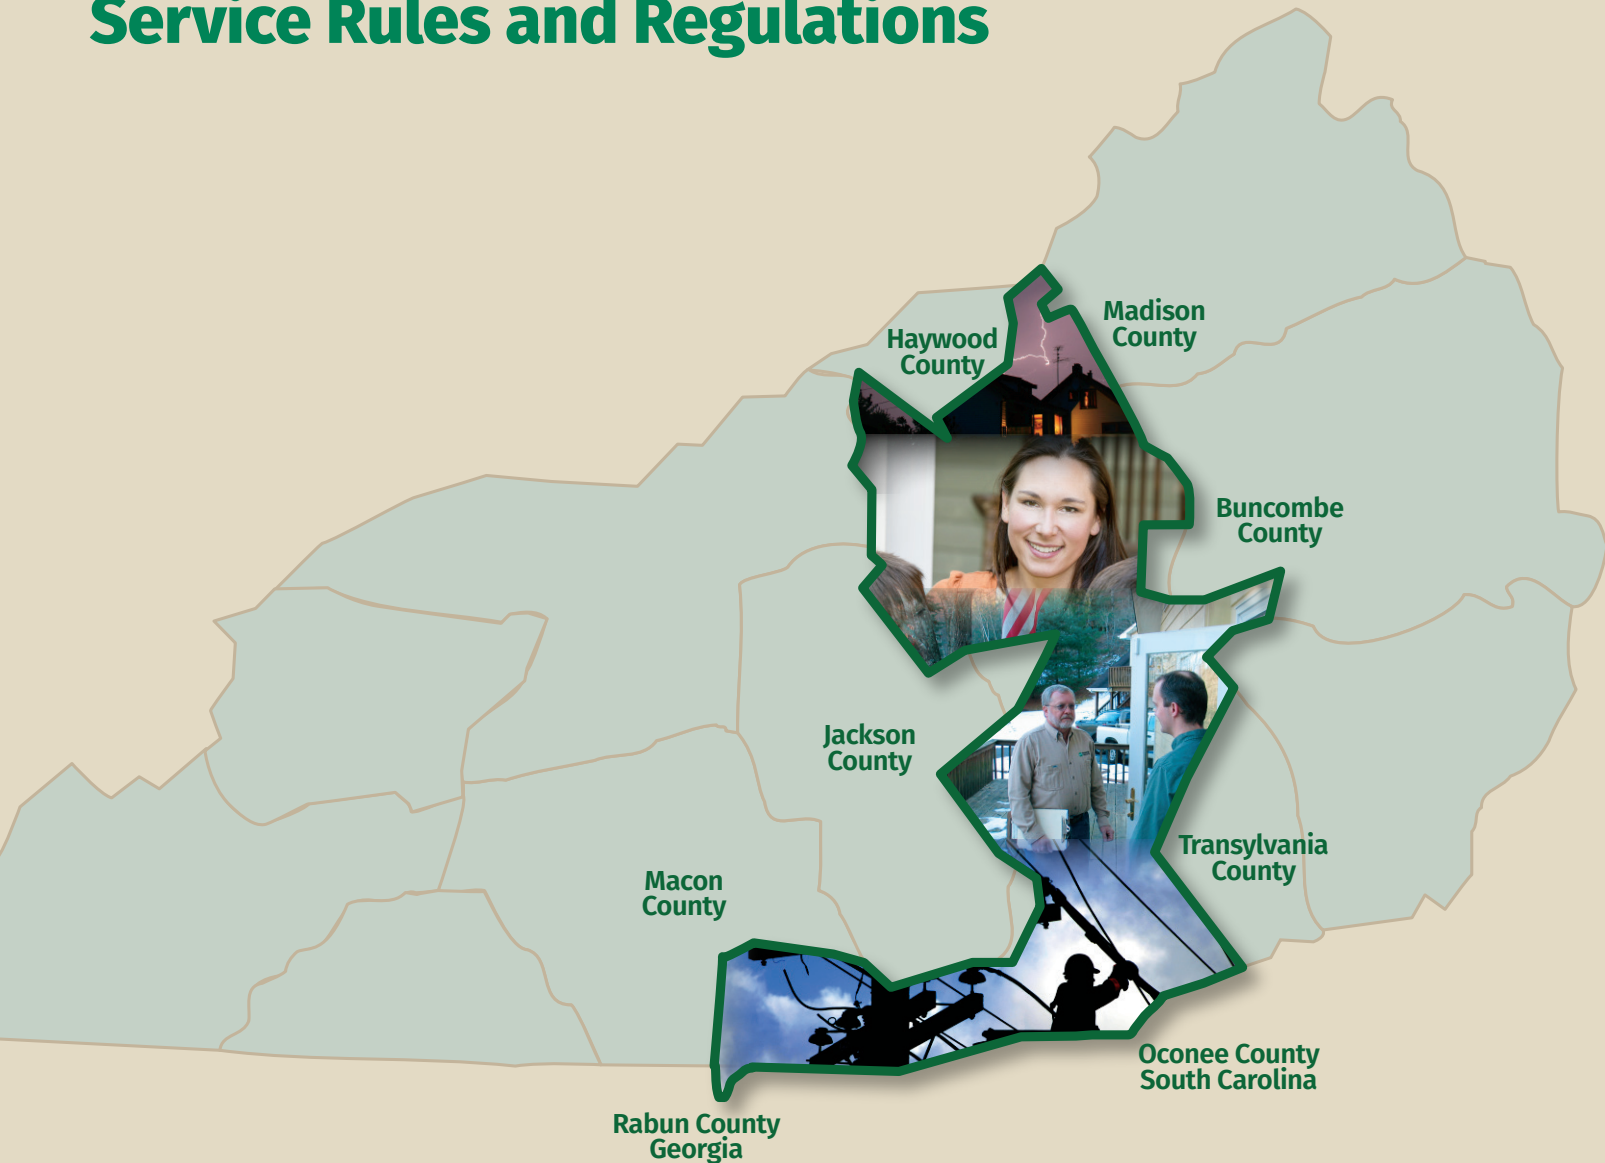 Service Rules and Regulations
Madison
County
Haywood
County
Buncombe
County
Jackson
County
Transylvania
County
Macon
County
Oconee County
South Carolina
Rabun County
Georgia